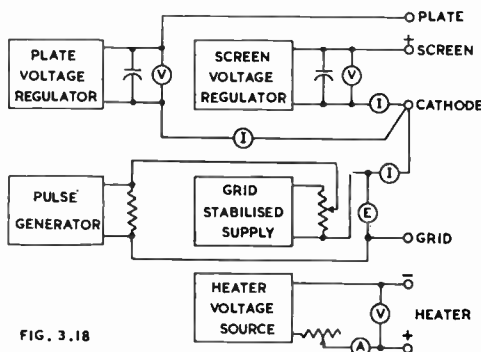 PLATE
PLATE
VOLTAGE
REGULATOR
V
SCREEN
VOLTAGE
REGULATOR
V
+
SCREEN
I
CATHODE
I
PULSE
GENERATOR
GRID
STABILISED
SUPPLY
I
E
GRID
HEATER
VOLTAGE
SOURCE
−
V
HEATER
+
A
FIG. 3.18